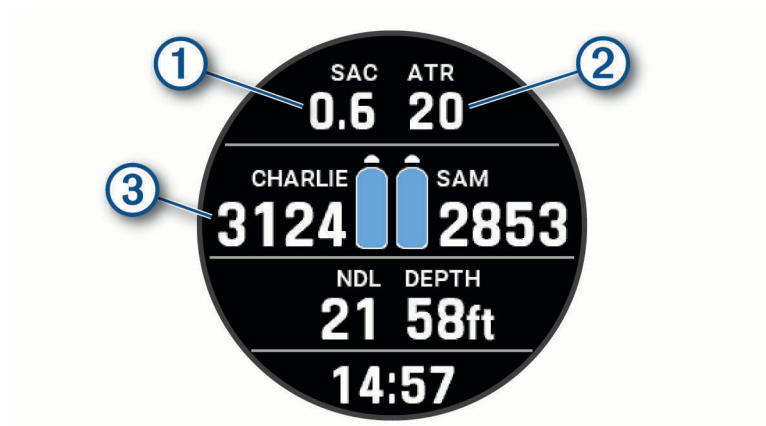 1 2
SAC ATR
0.6 20
3
CHARLIE SAM
3124 2853
NDL DEPTH
21 58ft
14:57